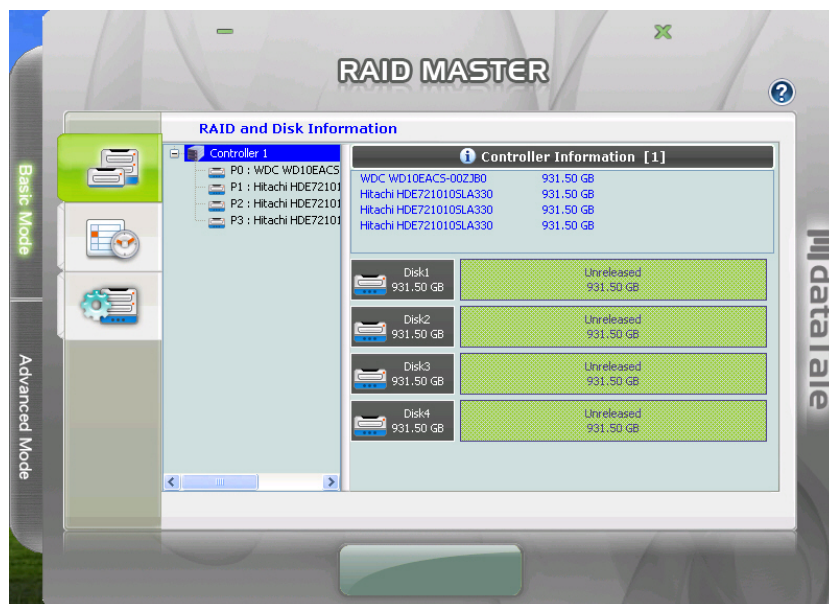 RAID MASTER
?
RAID and Disk Information
Controller 1
P0 : WDC WD10EACS
P1 : Hitachi HDE72101
P2 : Hitachi HDE72101
P3 : Hitachi HDE72101
Controller Information [1]
WDC WD10EACS-00ZJB0 931.50 GB
Hitachi HDE721010SLA330 931.50 GB
Hitachi HDE721010SLA330 931.50 GB
Hitachi HDE721010SLA330 931.50 GB
Disk1
931.50 GB
Unreleased
931.50 GB
Disk2
931.50 GB
Unreleased
931.50 GB
Disk3
931.50 GB
Unreleased
931.50 GB
Disk4
931.50 GB
Unreleased
931.50 GB
Basic Mode
Advanced Mode
dataTale